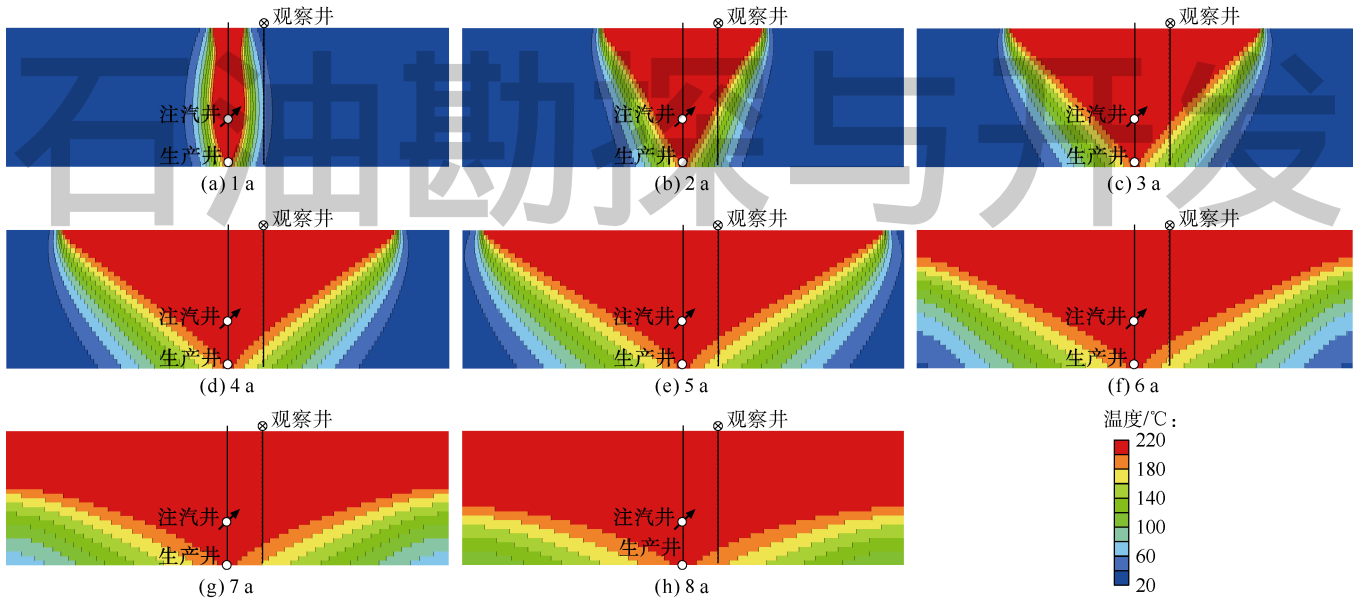 观察井
观察井
观察井
注汽井
注汽井
注汽井
生产井
生产井
生产井
(a) 1 a
(b) 2 a
(c) 3 a
石油勘探与开发
观察井
观察井
观察井
注汽井
注汽井
注汽井
生产井
生产井
生产井
(d) 4 a
(e) 5 a
(f) 6 a
观察井
观察井
注汽井
注汽井
生产井
生产井
(g) 7 a
(h) 8 a
温度/℃:
220
180
140
100
60
20